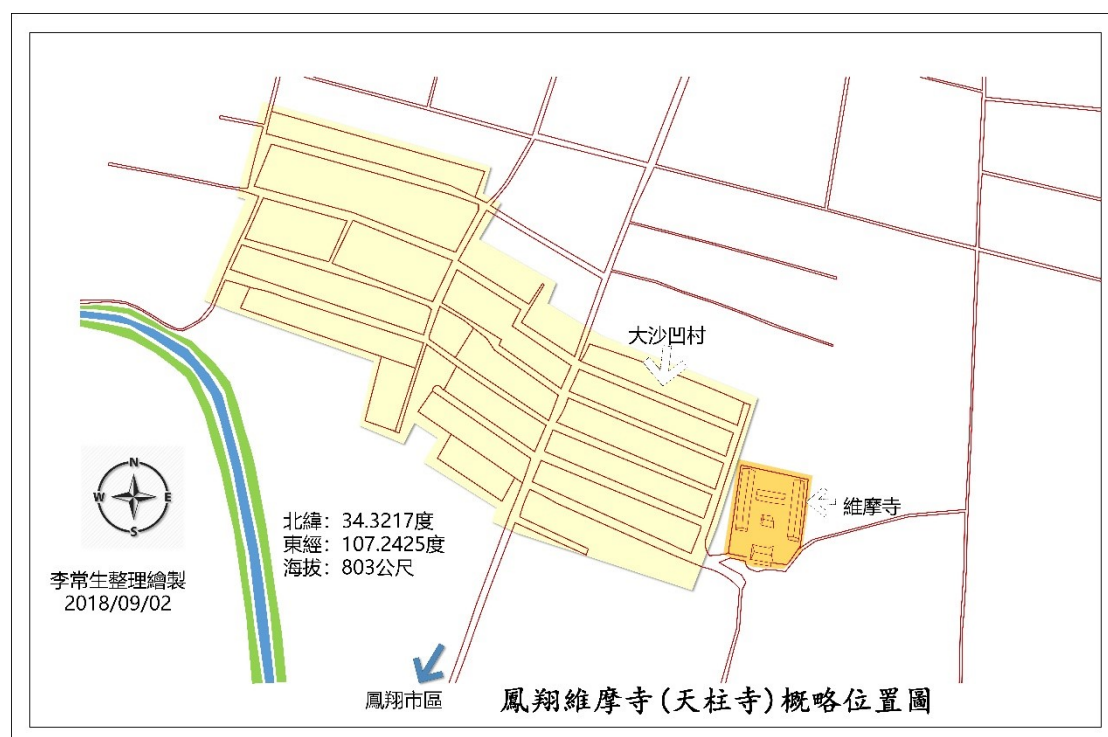 大沙凹村
維摩寺
N
W
E
S
北緯：34.3217度
東經：107.2425度
海拔：803公尺
李常生整理繪製
2018/09/02
鳳翔市區
鳳翔維摩寺(天柱寺)概略位置圖